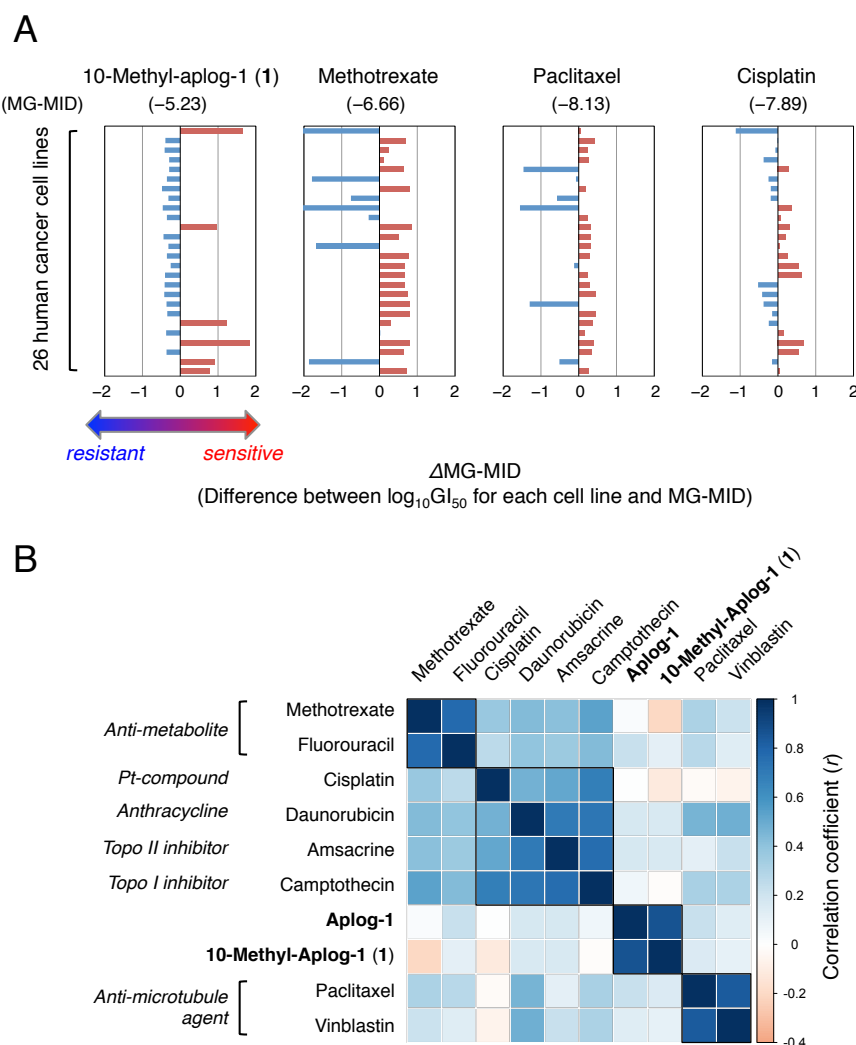 A
10-Methyl-aplog-1 (1) Methotrexate Paclitaxel Cisplatin
(MG-MID) (−5.23) (−6.66) (−8.13) (−7.89)
26 human cancer cell lines
−2 −1 0 1 2 −2 −1 0 1 2 −2 −1 0 1 2 −2 −1 0 1 2
resistant sensitive
ΔMG-MID
(Difference between log10GI50 for each cell line and MG-MID)
B
Methotrexate
Fluorouracil
Cisplatin
Daunorubicin
Amsacrine
Camptothecin
Aplog-1
10-Methyl-Aplog-1 (1)
Paclitaxel
Vinblastin
Anti-metabolite
Methotrexate
Fluorouracil
Pt-compound Cisplatin
Anthracycline Daunorubicin
Topo II inhibitor Amsacrine
Topo I inhibitor Camptothecin
Aplog-1
10-Methyl-Aplog-1 (1)
Anti-microtubule
agent
Paclitaxel
Vinblastin
1
0.8
0.6
0.4
0.2
0
-0.2
-0.4
Correlation coefficient (r)